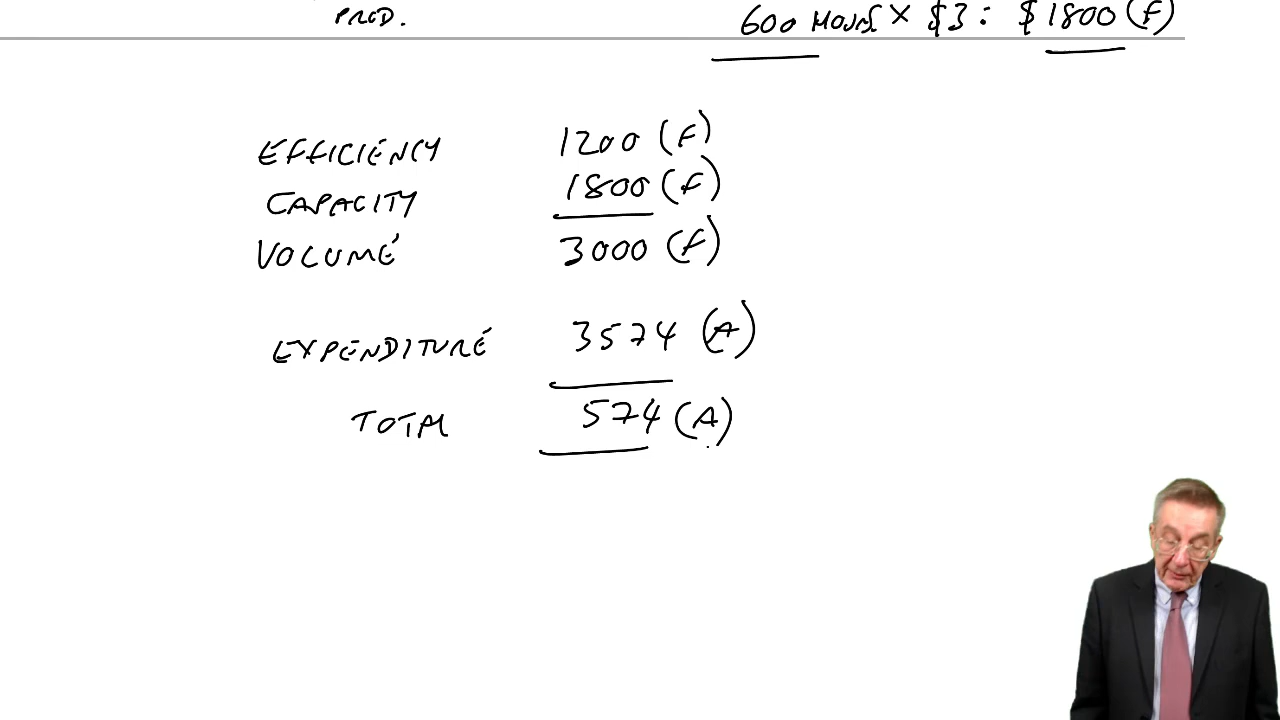 PROD.
600 HOURS × $3 : $1800 (F)
EFFICIENCY 1200 (F)
CAPACITY 1800 (F)
VOLUME 3000 (F)
EXPENDITURE 3574 (A)
TOTAL 574 (A)